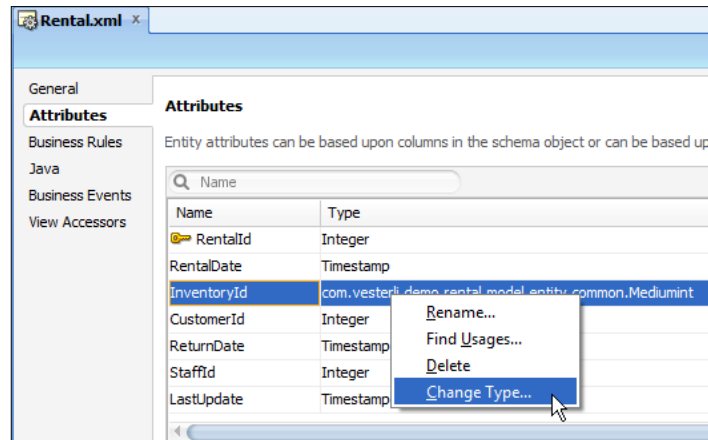 Rental.xml x
General
Attributes
Business Rules
Java
Business Events
View Accessors
Attributes
Entity attributes can be based upon columns in the schema object or can be based up
Name
Name Type
RentalId Integer
RentalDate Timestamp
InventoryId com.vesterli.demo.rental.model.entity.common.Mediumint
CustomerId Integer
ReturnDate Timestamp
StaffId Integer
LastUpdate Timestamp
Rename...
Find Usages...
Delete
Change Type...